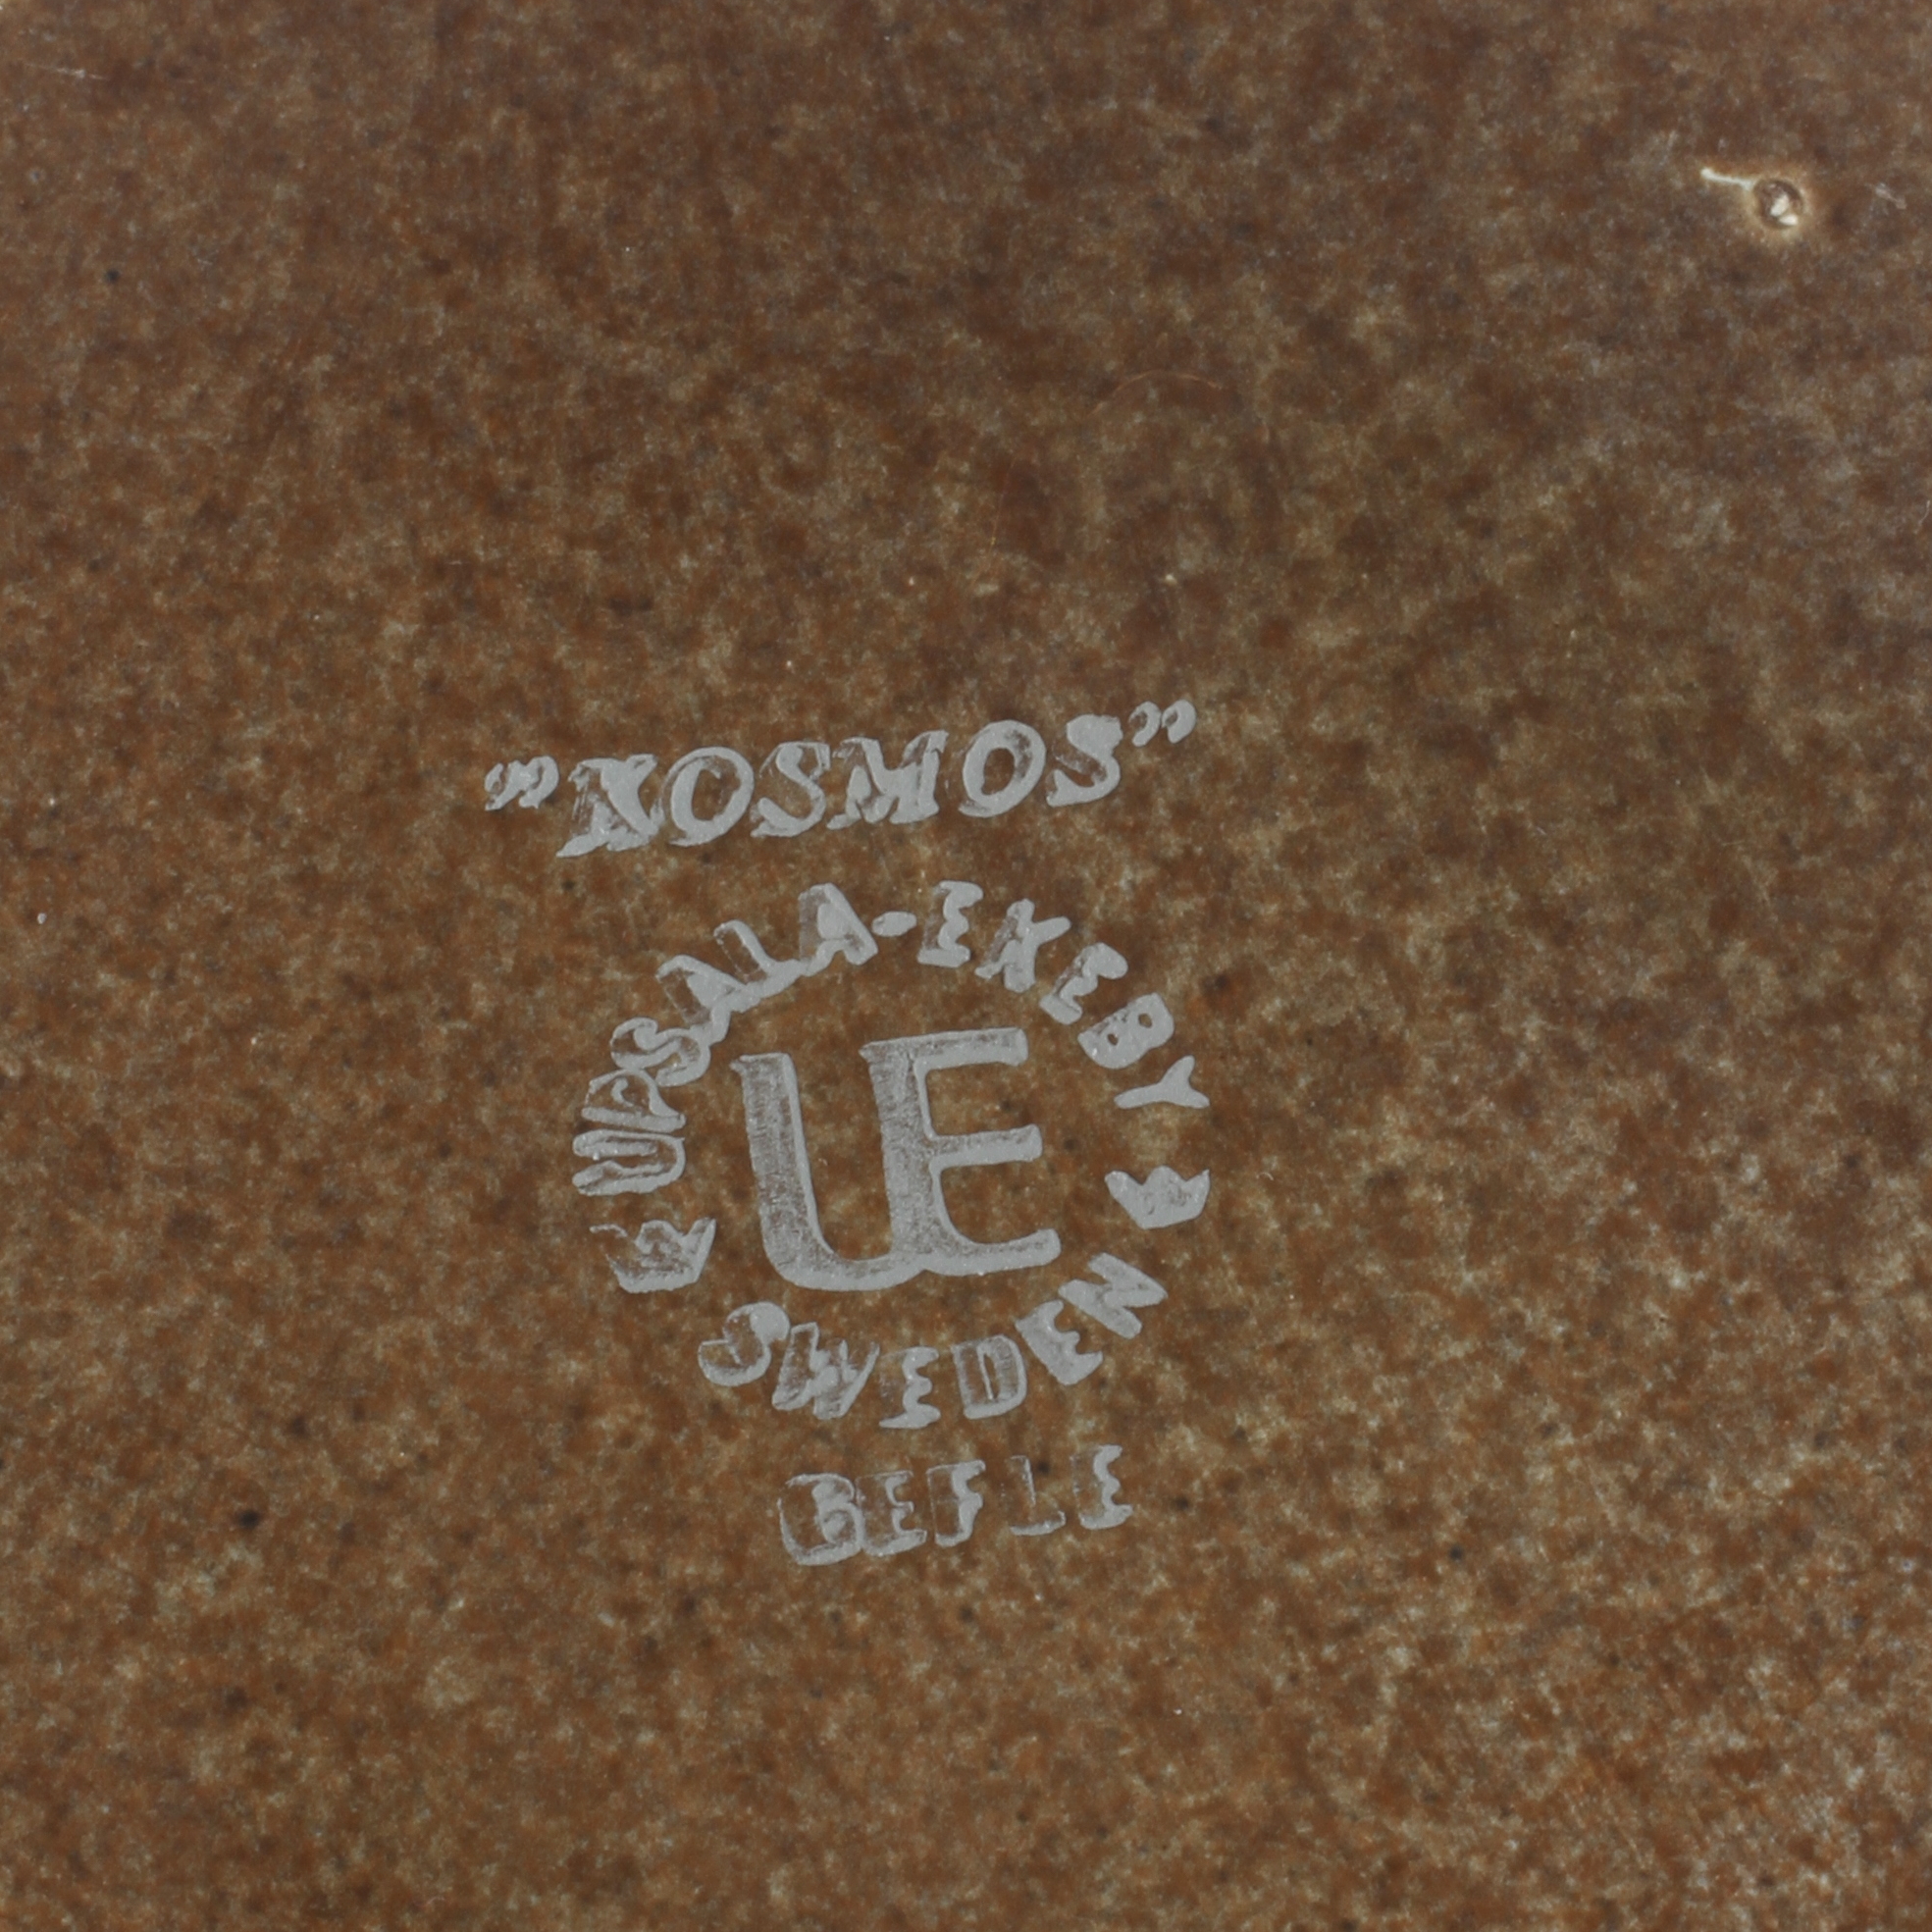 "KOSMOS"
UPSALA-EKEBY
UE
SWEDEN
GEFLE